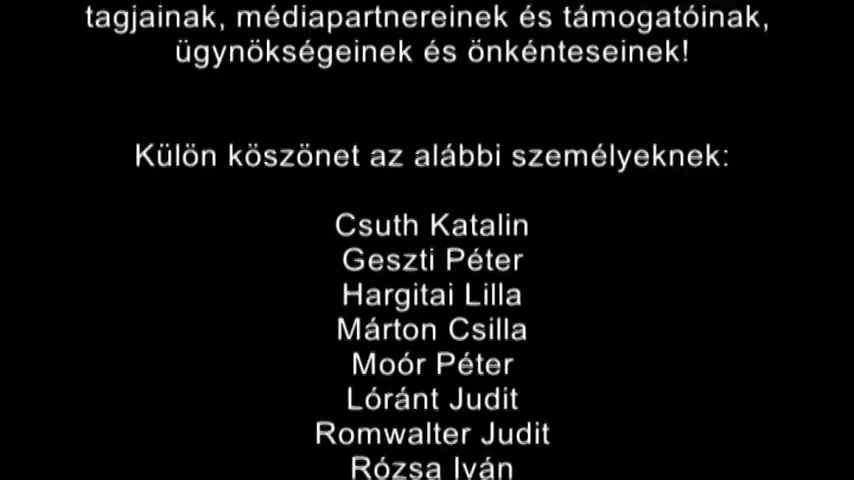 tagjainak, médiapartnereinek és támogatóinak,
ügynökségeinek és önkénteseinek!
Külön köszönet az alábbi személyeknek:
Csuth Katalin
Geszti Péter
Hargitai Lilla
Márton Csilla
Moór Péter
Lóránt Judit
Romwalter Judit
Rózsa Iván